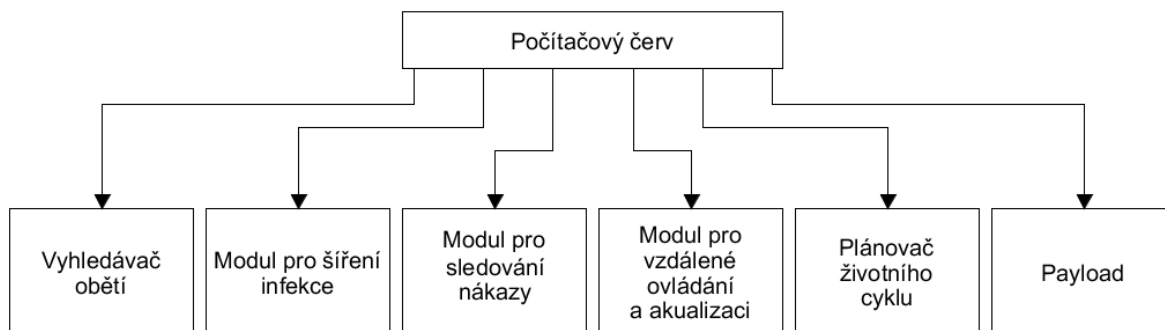 Počítačový červ
Vyhledávač
obětí
Modul pro šíření
infekce
Modul pro
sledování
nákazy
Modul pro
vzdálené
ovládání
a akualizaci
Plánovač
životního
cyklu
Payload